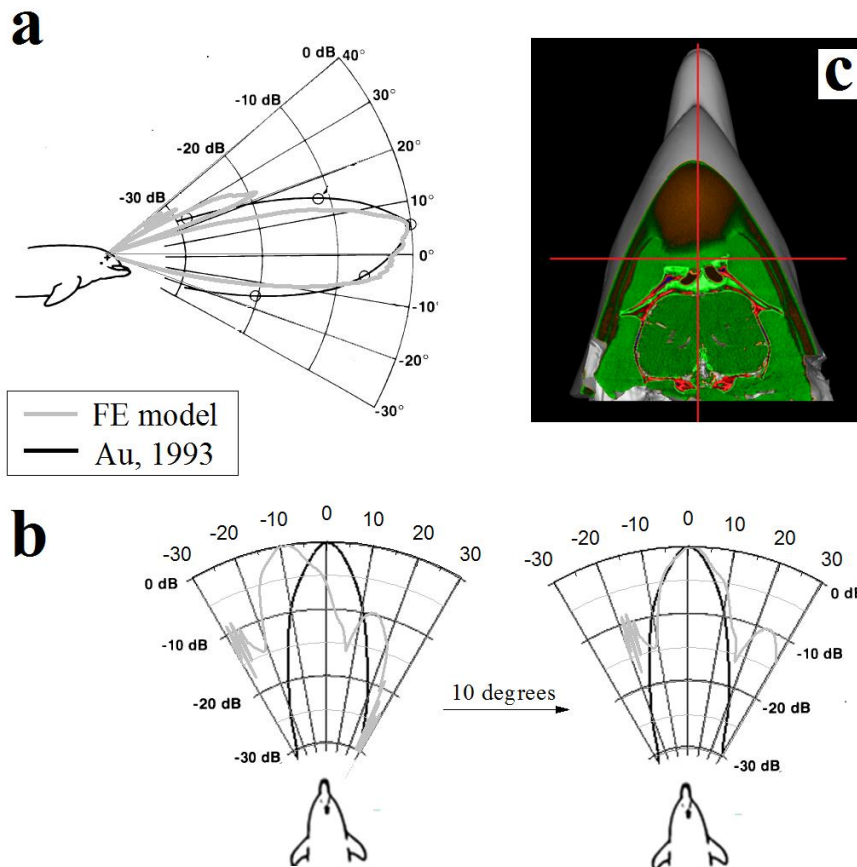 a
0 dB 40°
-10 dB 30°
-20 dB 20°
-30 dB 10°
0°
-10°
-20°
-30°
FE model
Au, 1993
c
b
-30 -20 -10 0 10 20 30
0 dB
-10 dB
-20 dB
-30 dB
10 degrees
-30 -20 -10 0 10 20 30
0 dB
-10 dB
-20 dB
-30 dB